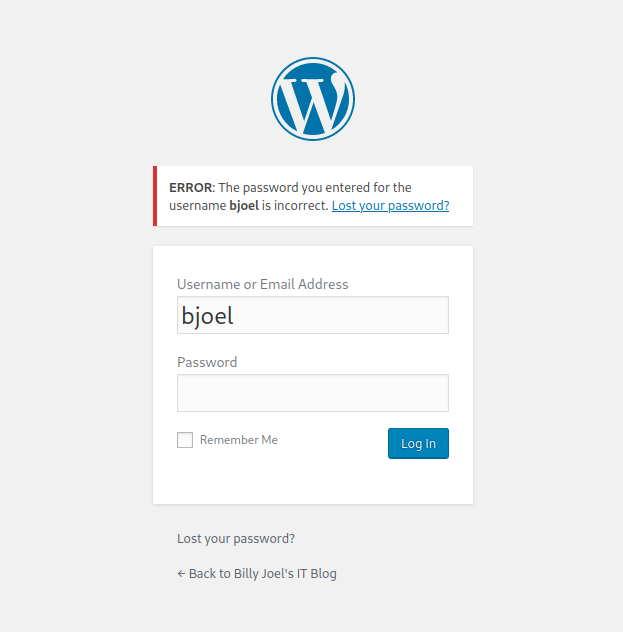 ERROR: The password you entered for the
username bjoel is incorrect. Lost your password?
Username or Email Address
bjoel
Password
Remember Me
Log In
Lost your password?
← Back to Billy Joel's IT Blog